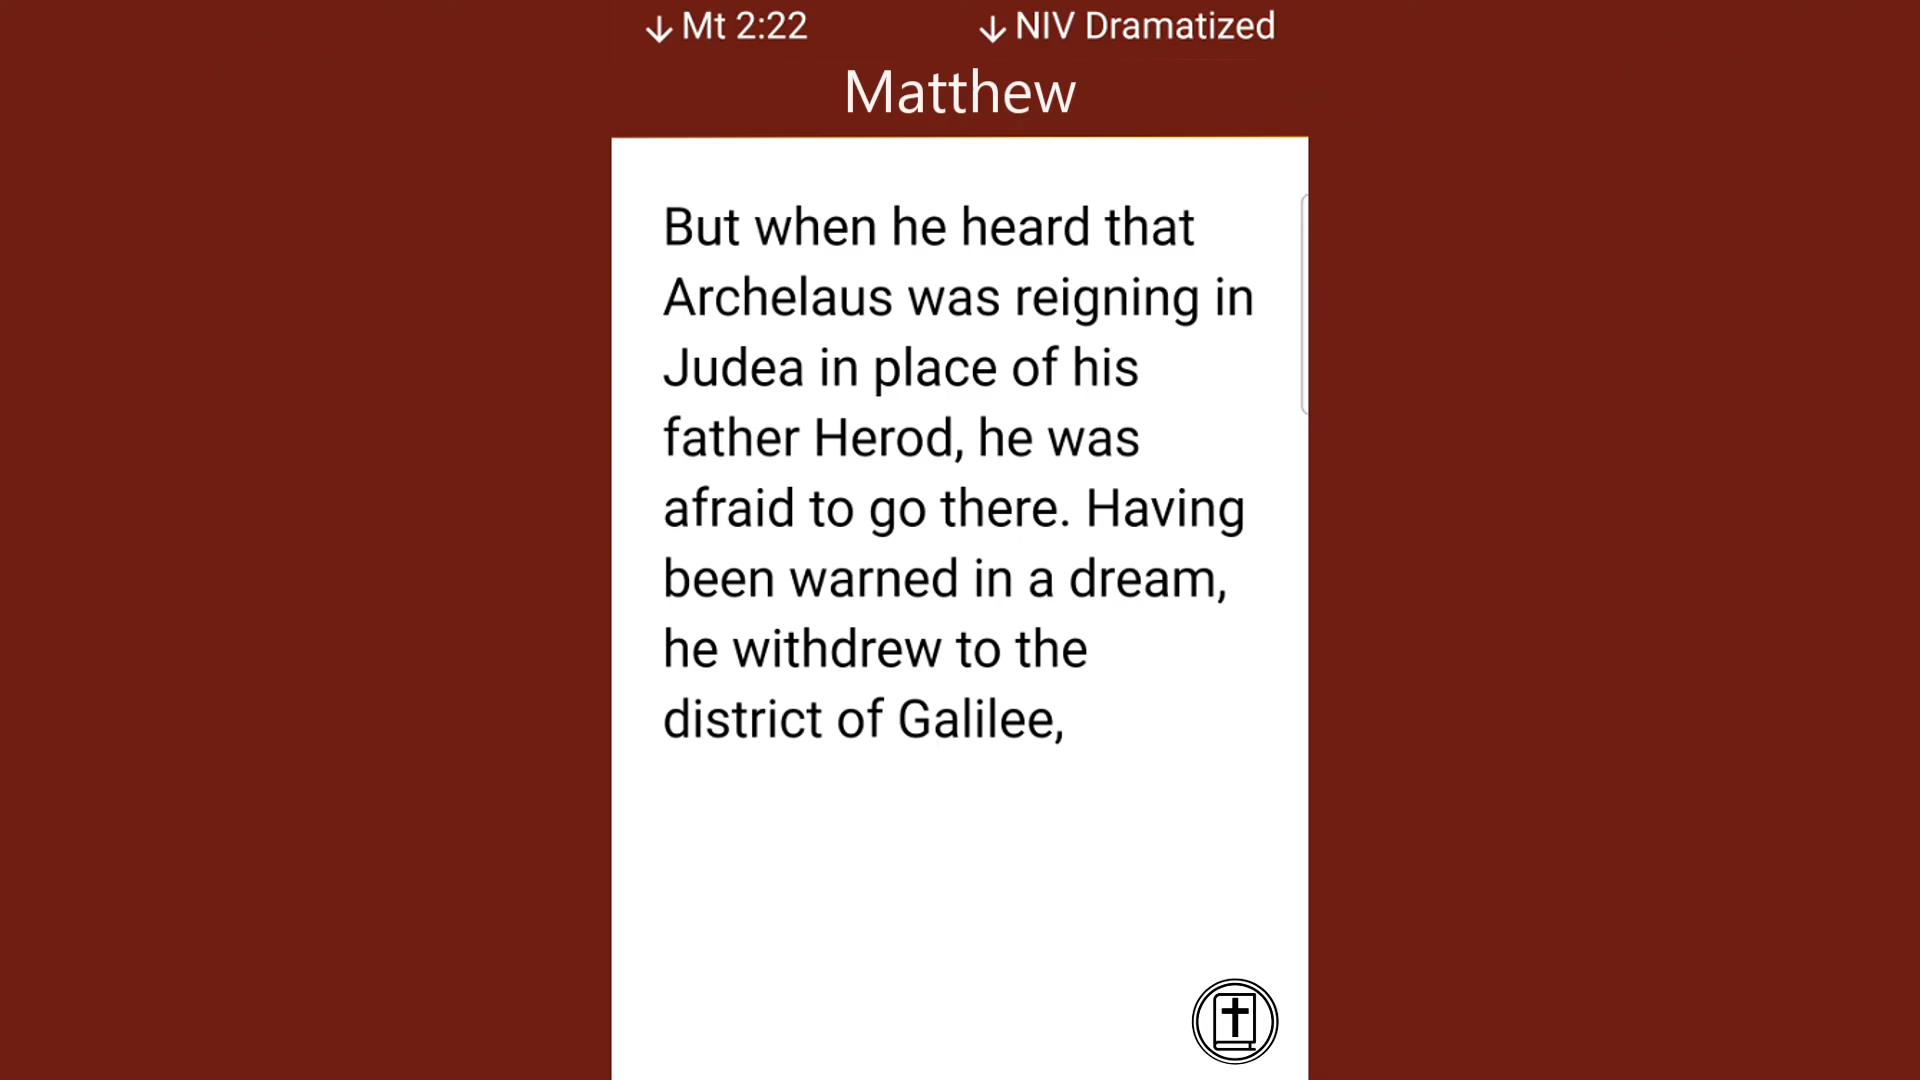 ↓ Mt 2:22 ↓ NIV Dramatized
Matthew
But when he heard that
Archelaus was reigning in
Judea in place of his
father Herod, he was
afraid to go there. Having
been warned in a dream,
he withdrew to the
district of Galilee,